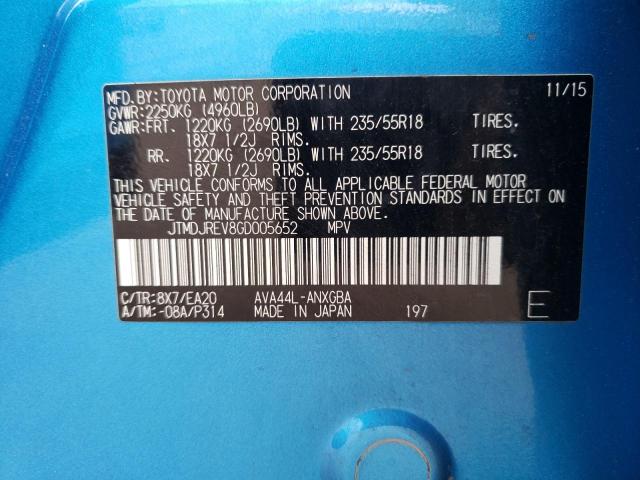 MFD.BY:TOYOTA MOTOR CORPORATION 11/15
GVWR:2250KG (4960LB)
GAWR:FRT. 1220KG (2690LB) WITH 235/55R18 TIRES.
18X7 1/2J RIMS.
RR. 1220KG (2690LB) WITH 235/55R18 TIRES.
18X7 1/2J RIMS.
THIS VEHICLE CONFORMS TO ALL APPLICABLE FEDERAL MOTOR
VEHICLE SAFETY AND THEFT PREVENTION STANDARDS IN EFFECT ON
THE DATE OF MANUFACTURE SHOWN ABOVE.
JTMDJREV8GD005652 MPV
C/TR:8X7/EA20 AVA44L-ANXGBA
A/TM:-08A/P314 MADE IN JAPAN 197 E